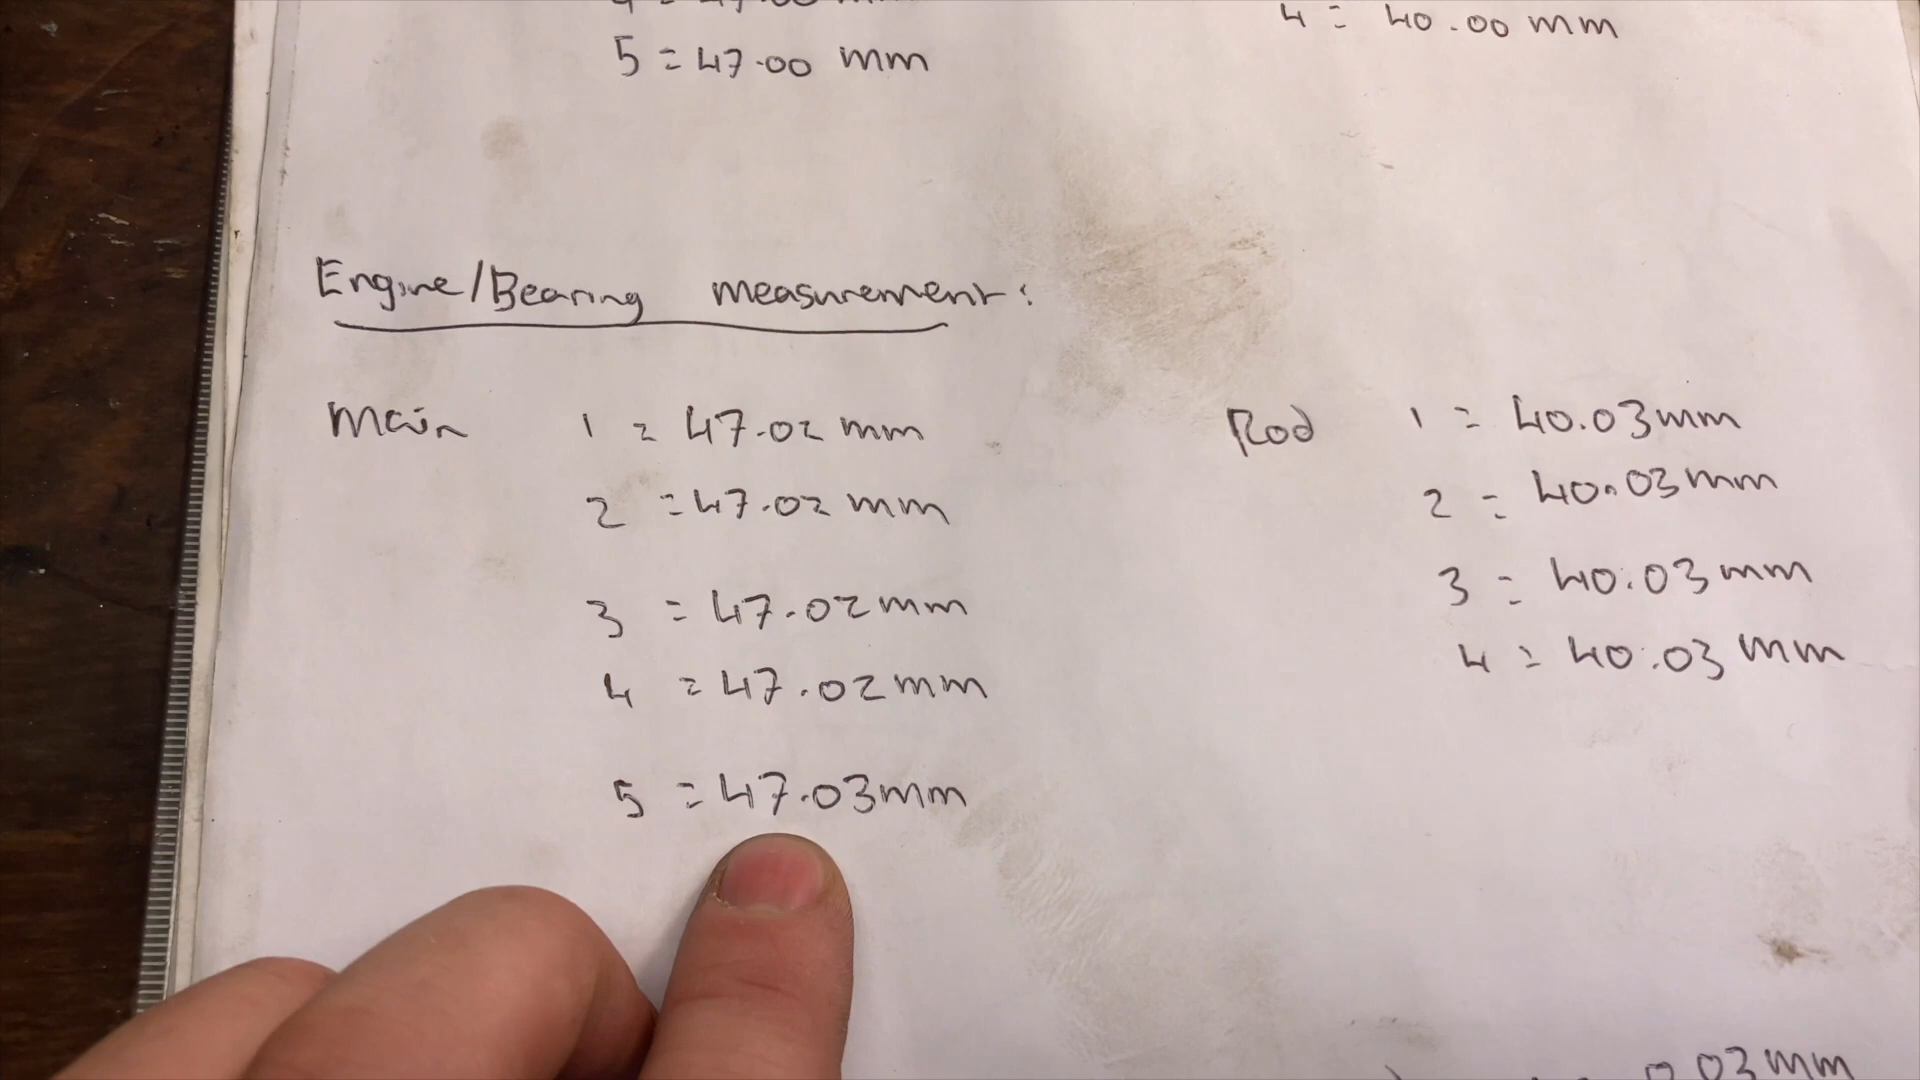 5 = 47.00 mm
4 = 40.00 mm
Engine/Bearing measurement:
Main 1 = 47.02 mm
2 = 47.02 mm
3 = 47.02mm
4 = 47.02mm
5 = 47.03mm
Rod 1 = 40.03mm
2 = 40.03mm
3 = 40.03mm
4 = 40.03 mm
0.03mm